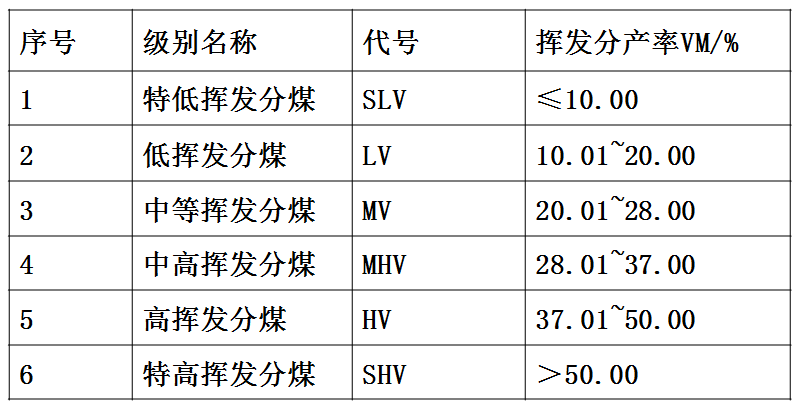 序号 级别名称 代号 挥发分产率VM/%
1 特低挥发分煤 SLV ≤10.00
2 低挥发分煤 LV 10.01~20.00
3 中等挥发分煤 MV 20.01~28.00
4 中高挥发分煤 MHV 28.01~37.00
5 高挥发分煤 HV 37.01~50.00
6 特高挥发分煤 SHV ＞50.00